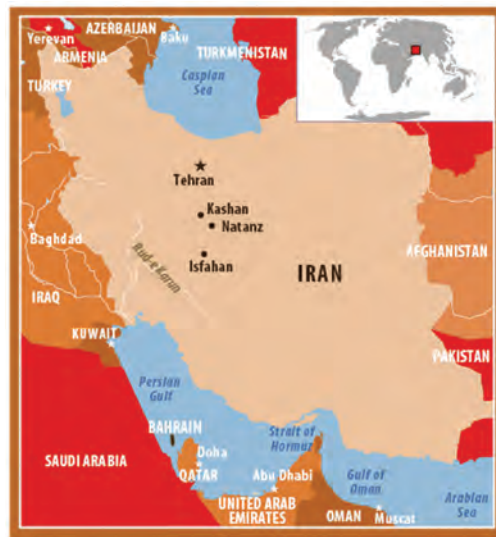 AZERBAIJAN
Yerevan
Baku
ARMENIA
TURKMENISTAN
TURKEY
Caspian
Sea
Tehran
Kashan
Natanz
Baghdad
AFGHANISTAN
Isfahan
IRAN
Rud-e Karun
IRAQ
KUWAIT
PAKISTAN
Persian
Gulf
BAHRAIN
Strait of
Hormuz
Doha
SAUDI ARABIA
QATAR
Abu Dhabi
Gulf of
Oman
Arabian
Sea
UNITED ARAB
EMIRATES
OMAN
Muscat